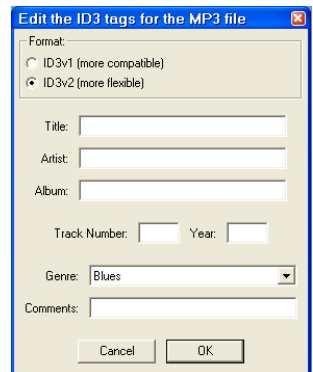 Edit the ID3 tags for the MP3 file
Format:
ID3v1 (more compatible)
ID3v2 (more flexible)
Title:
Artist:
Album:
Track Number: Year:
Genre: Blues
Comments:
Cancel OK